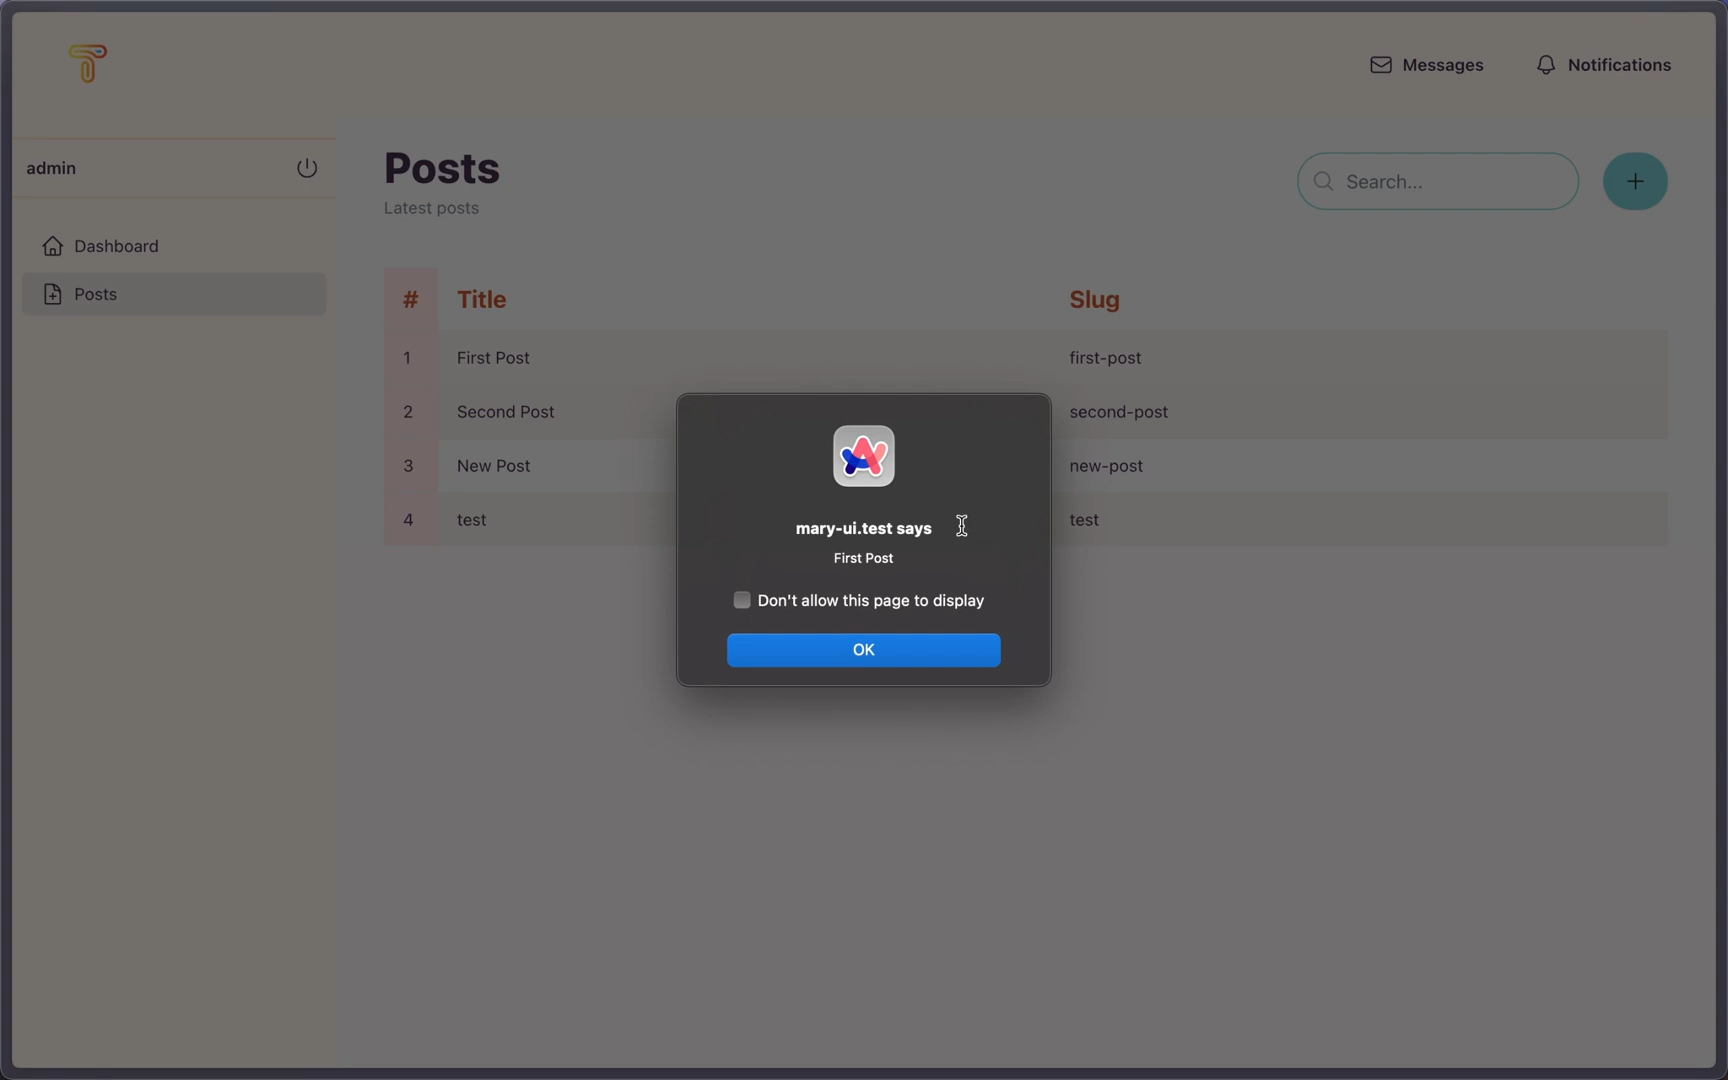 Messages
Notifications
admin
Dashboard
Posts
Posts
Latest posts
Search...
# Title Slug
1 First Post first-post
2 Second Post second-post
3 New Post new-post
4 test test
mary-ui.test says
First Post
Don't allow this page to display
OK